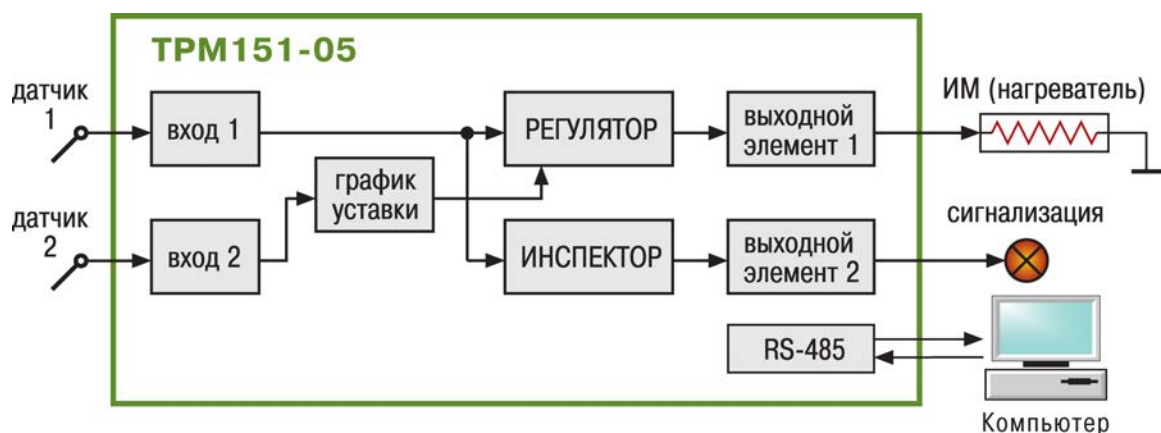 ТРМ151-05
датчик
1
вход 1
РЕГУЛЯТОР
выходной
элемент 1
ИМ (нагреватель)
график
уставки
датчик
2
вход 2
ИНСПЕКТОР
выходной
элемент 2
сигнализация
RS-485
Компьютер